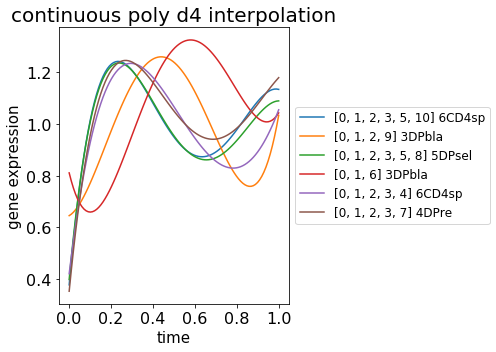 continuous poly d4 interpolation
gene expression
1.2
1.0
0.8
0.6
0.4
0.0 0.2 0.4 0.6 0.8 1.0
time
[0, 1, 2, 3, 5, 10] 6CD4sp
[0, 1, 2, 9] 3DPbla
[0, 1, 2, 3, 5, 8] 5DPsel
[0, 1, 6] 3DPbla
[0, 1, 2, 3, 4] 6CD4sp
[0, 1, 2, 3, 7] 4DPre